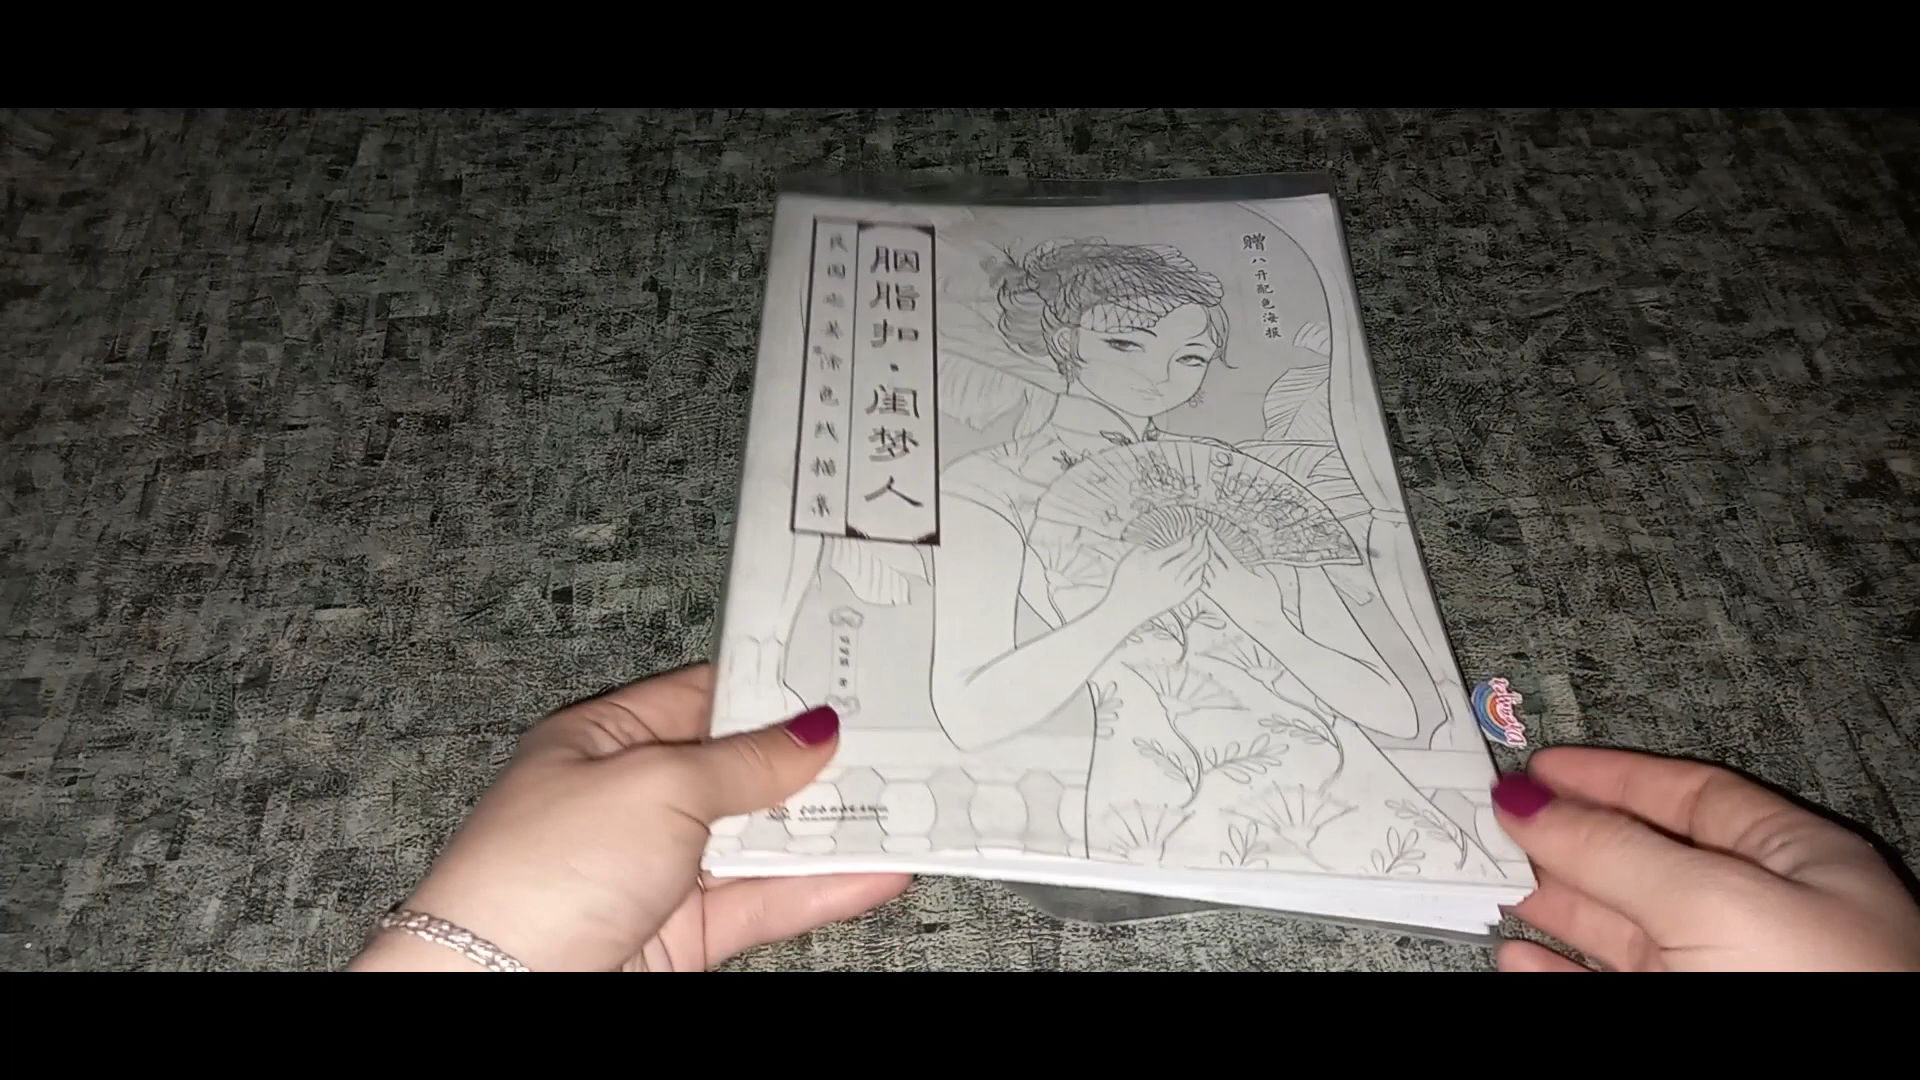 赠
八开配色海报
胭脂扣·闺梦人
民国唯美涂色线描集